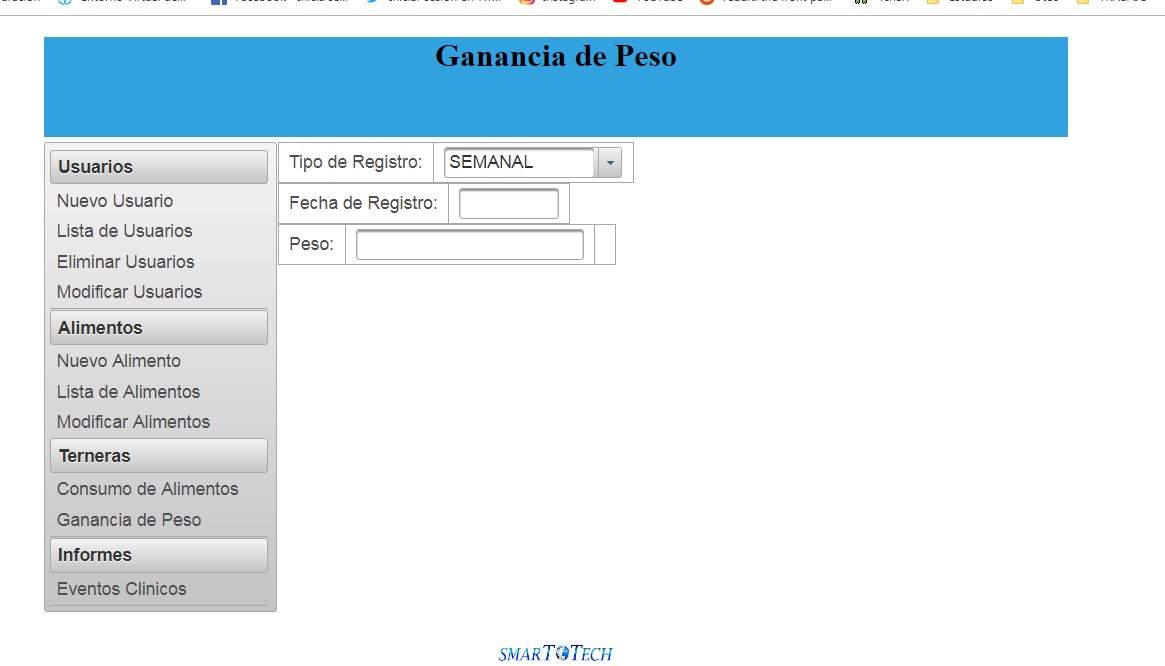 Ganancia de Peso
Usuarios
Nuevo Usuario
Lista de Usuarios
Eliminar Usuarios
Modificar Usuarios
Alimentos
Nuevo Alimento
Lista de Alimentos
Modificar Alimentos
Terneras
Consumo de Alimentos
Ganancia de Peso
Informes
Eventos Clinicos
Tipo de Registro: SEMANAL
Fecha de Registro:
Peso:
SMARTTECH